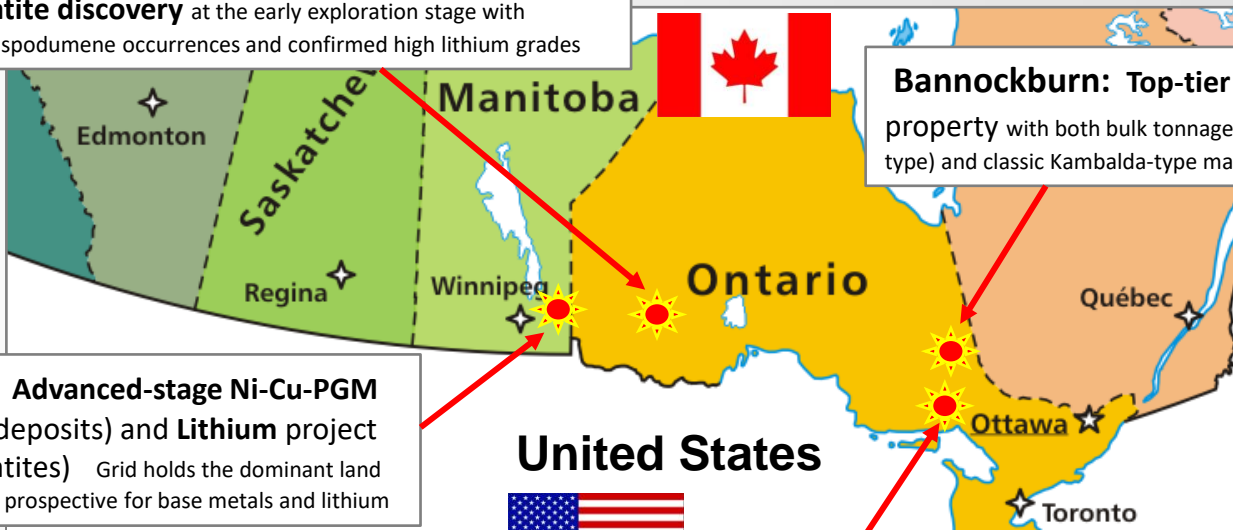 ntite discovery at the early exploration stage with
spodumene occurrences and confirmed high lithium grades
Bannockburn: Top-tier
property with both bulk tonnage
type) and classic Kambalda-type ma
Manitoba
Saskatchew
Edmonton
Ontario
Regina
Winnipeg
Québec
Advanced-stage Ni-Cu-PGM
deposits) and Lithium project
tites) Grid holds the dominant land
prospective for base metals and lithium
Ottawa
United States
Toronto